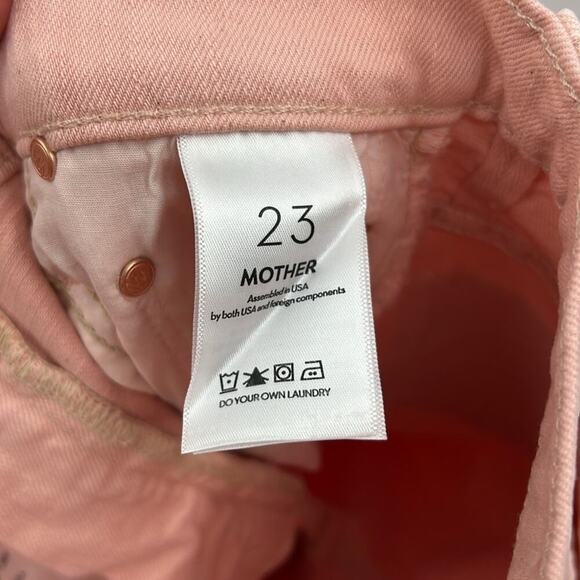 23
MOTHER
Assembled in USA
by both USA and foreign components
DO YOUR OWN LAUNDRY